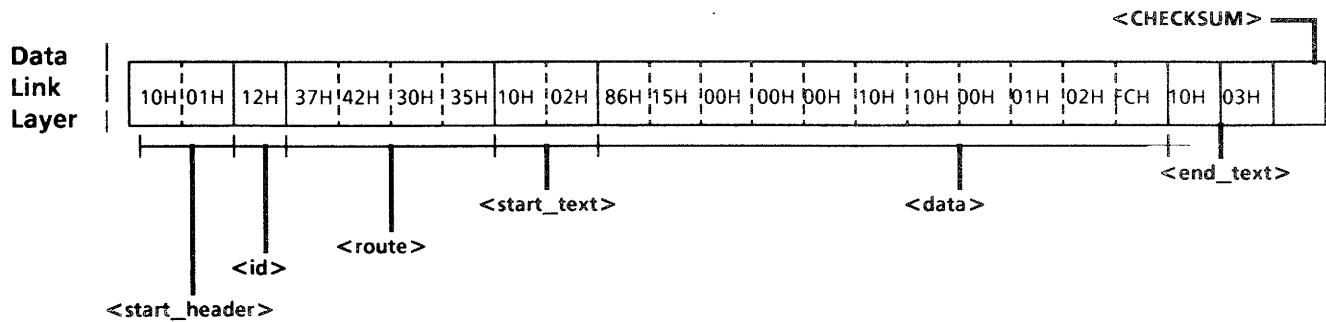 <CHECKSUM>
Data
Link
Layer
10H 01H 12H 37H 42H 30H 35H 10H 02H 86H 15H 00H 00H 00H 10H 10H 00H 01H 02H FCH 10H 03H
<end_text>
<start_text> <data>
<route>
<id>
<start_header>